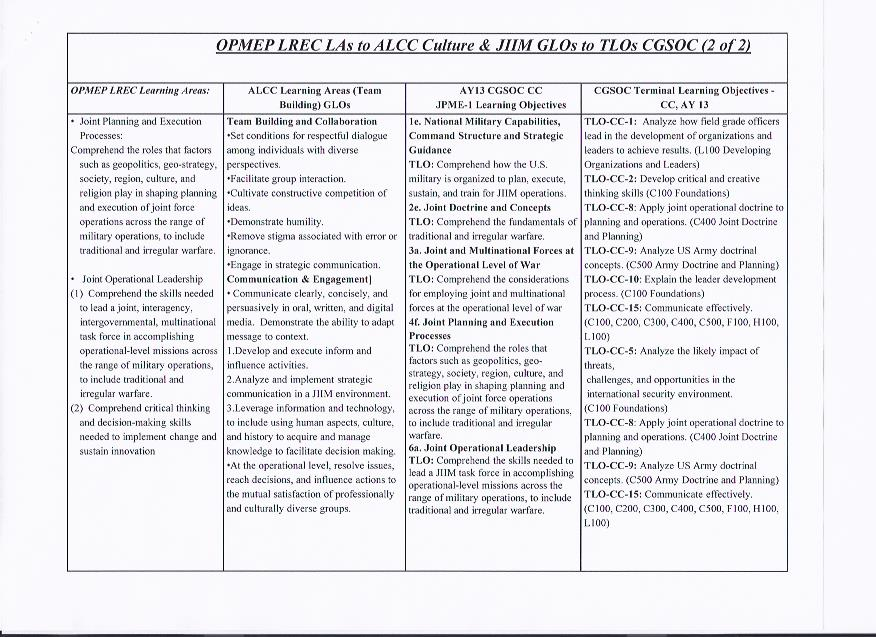 OPMEP LREC LAs to ALCC Culture & JIIM GLOs to TLOs CGSOC (2 of 2)
OPMEP LREC Learning Areas:
• Joint Planning and Execution
Processes:
Comprehend the roles that factors
such as geopolitics, geo-strategy,
society, region, culture, and
religion play in shaping planning
and execution of joint force
operations across the range of
military operations, to include
traditional and irregular warfare.
• Joint Operational Leadership
(1) Comprehend the skills needed
to lead a joint, interagency,
intergovernmental, multinational
task force in accomplishing
operational-level missions across
the range of military operations,
to include traditional and
irregular warfare.
(2) Comprehend critical thinking
and decision-making skills
needed to implement change and
sustain innovation
ALCC Learning Areas (Team
Building) GLOs
Team Building and Collaboration
•Set conditions for respectful dialogue
among individuals with diverse
perspectives.
•Facilitate group interaction.
•Cultivate constructive competition of
ideas.
•Demonstrate humility.
•Remove stigma associated with error or
ignorance.
•Engage in strategic communication.
Communication & Engagement]
• Communicate clearly, concisely, and
persuasively in oral, written, and digital
media. Demonstrate the ability to adapt
message to context.
1.Develop and execute inform and
influence activities.
2.Analyze and implement strategic
communication in a JIIM environment.
3.Leverage information and technology,
to include using human aspects, culture,
and history to acquire and manage
knowledge to facilitate decision making.
•At the operational level, resolve issues,
reach decisions, and influence actions to
the mutual satisfaction of professionally
and culturally diverse groups.
AY13 CGSOC CC
JPME-1 Learning Objectives
1e. National Military Capabilities,
Command Structure and Strategic
Guidance
TLO: Comprehend how the U.S.
military is organized to plan, execute,
sustain, and train for JIIM operations.
2e. Joint Doctrine and Concepts
TLO: Comprehend the fundamentals of
traditional and irregular warfare.
3a. Joint and Multinational Forces at
the Operational Level of War
TLO: Comprehend the considerations
for employing joint and multinational
forces at the operational level of war
4f. Joint Planning and Execution
Processes
TLO: Comprehend the roles that
factors such as geopolitics, geo-
strategy, society, region, culture, and
religion play in shaping planning and
execution of joint force operations
across the range of military operations,
to include traditional and irregular
warfare.
6a. Joint Operational Leadership
TLO: Comprehend the skills needed to
lead a JIIM task force in accomplishing
operational-level missions across the
range of military operations, to include
traditional and irregular warfare.
CGSOC Terminal Learning Objectives -
CC, AY 13
TLO-CC-1: Analyze how field grade officers
lead in the development of organizations and
leaders to achieve results. (L100 Developing
Organizations and Leaders)
TLO-CC-2: Develop critical and creative
thinking skills (C100 Foundations)
TLO-CC-8: Apply joint operational doctrine to
planning and operations. (C400 Joint Doctrine
and Planning)
TLO-CC-9: Analyze US Army doctrinal
concepts. (C500 Army Doctrine and Planning)
TLO-CC-10: Explain the leader development
process. (C100 Foundations)
TLO-CC-15: Communicate effectively.
(C100, C200, C300, C400, C500, F100, H100,
L100)
TLO-CC-5: Analyze the likely impact of
threats,
challenges, and opportunities in the
international security environment.
(C100 Foundations)
TLO-CC-8: Apply joint operational doctrine to
planning and operations. (C400 Joint Doctrine
and Planning)
TLO-CC-9: Analyze US Army doctrinal
concepts. (C500 Army Doctrine and Planning)
TLO-CC-15: Communicate effectively.
(C100, C200, C300, C400, C500, F100, H100,
L100)